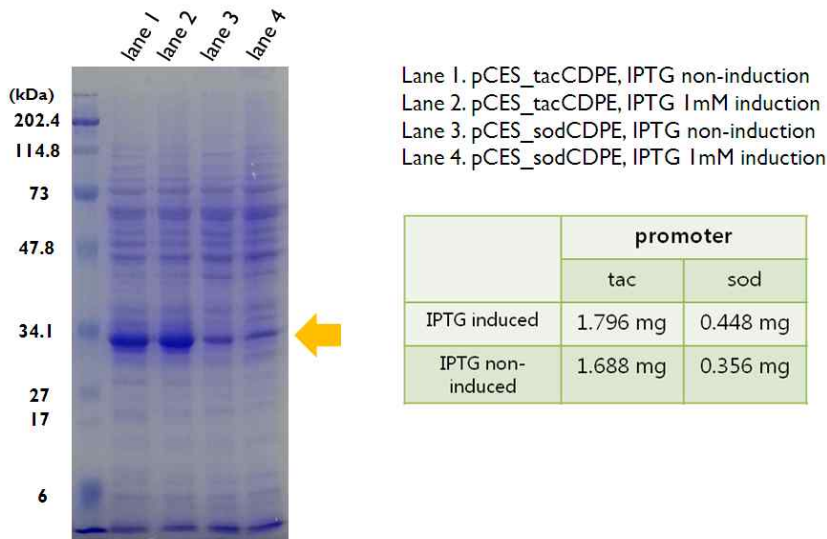 lane 1
lane 2
lane 3
lane 4
(kDa)
202.4
114.8
73
47.8
34.1
27
17
6
Lane 1. pCES_tacCDPE, IPTG non-induction
Lane 2. pCES_tacCDPE, IPTG 1mM induction
Lane 3. pCES_sodCDPE, IPTG non-induction
Lane 4. pCES_sodCDPE, IPTG 1mM induction
promoter
tac sod
IPTG induced 1.796 mg 0.448 mg
IPTG non-
induced 1.688 mg 0.356 mg